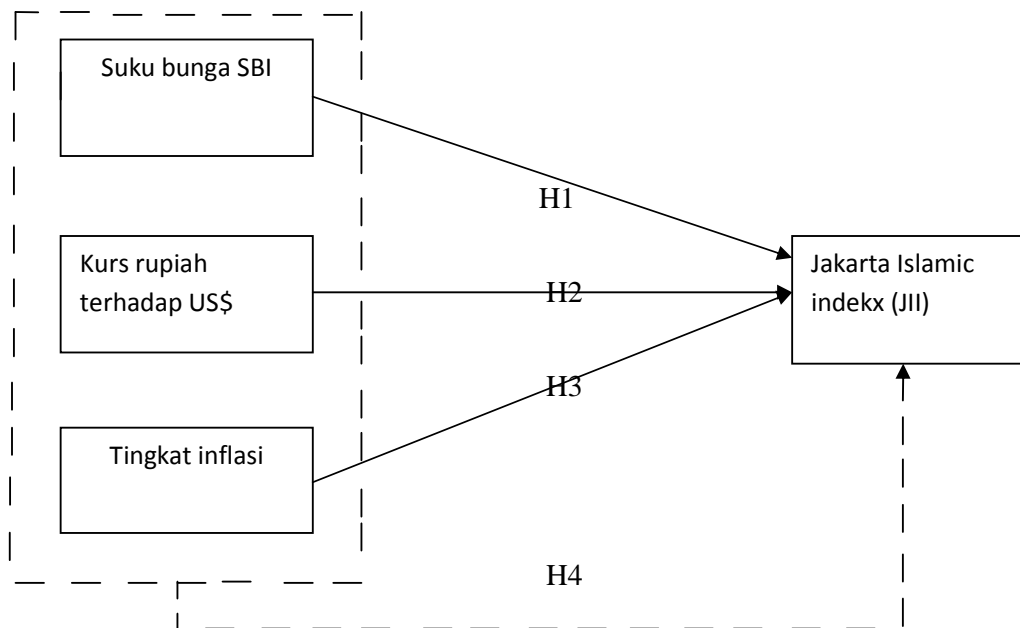 Suku bunga SBI
H1
Kurs rupiah
terhadap US$
H2
Jakarta Islamic
indekx (JII)
H3
Tingkat inflasi
H4